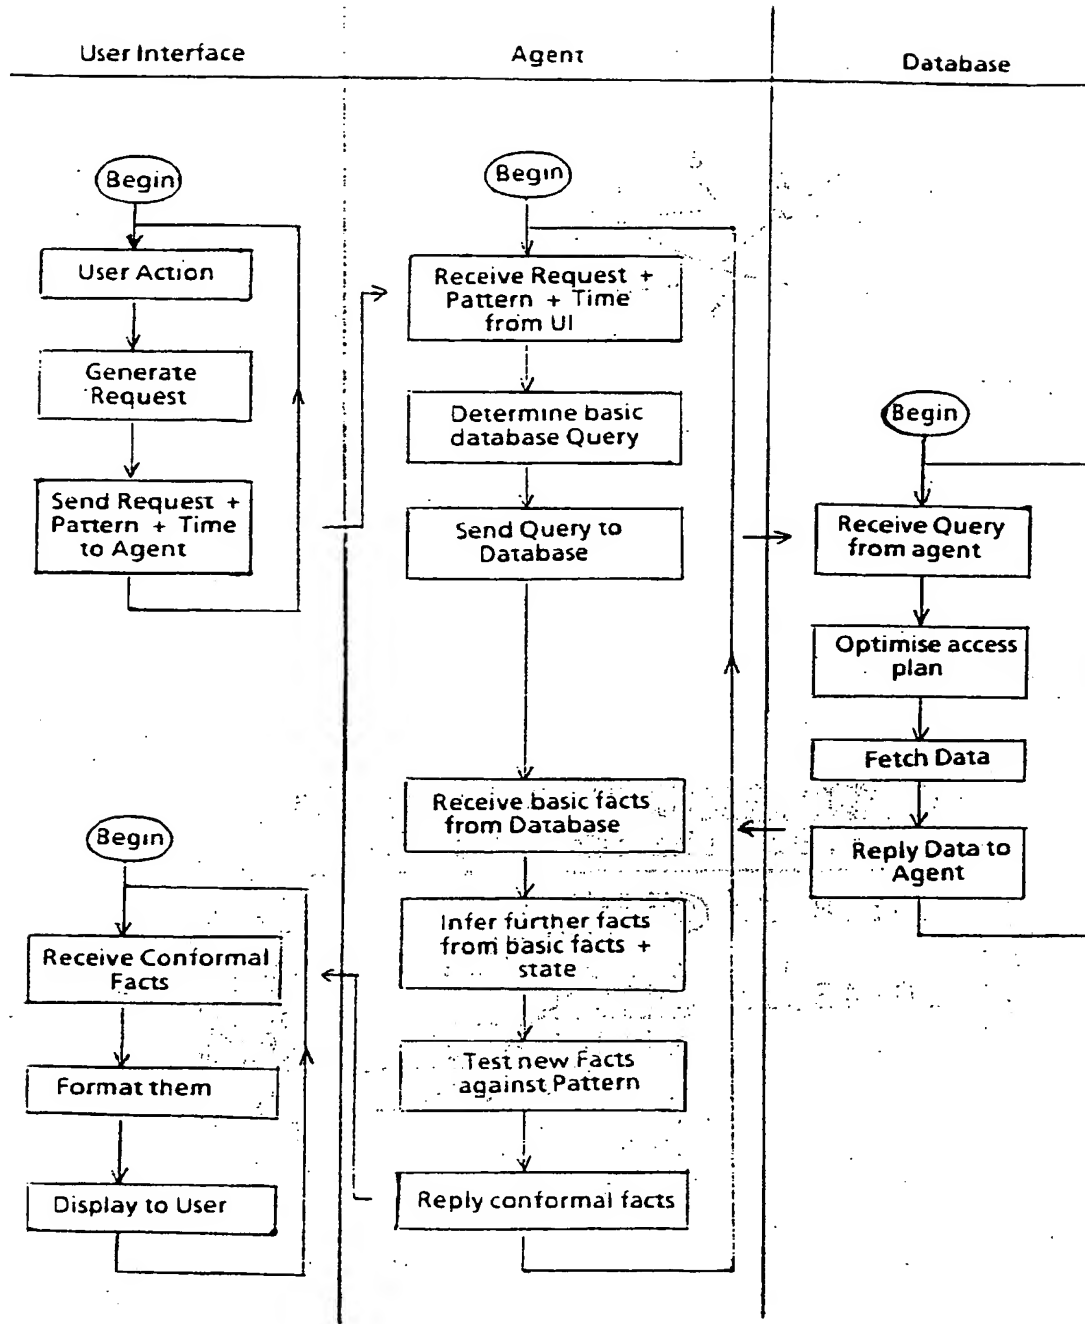 User Interface
Agent
Database
Begin
User Action
Generate
Request
Send Request +
Pattern + Time
to Agent
Begin
Receive Conformal
Facts
Format them
Display to User
Begin
Receive Request +
Pattern + Time
from UI
Determine basic
database Query
Send Query to
Database
Receive basic facts
from Database
Infer further facts
from basic facts +
state
Test new Facts
against Pattern
Reply conformal facts
Begin
Receive Query
from agent
Optimise access
plan
Fetch Data
Reply Data to
Agent